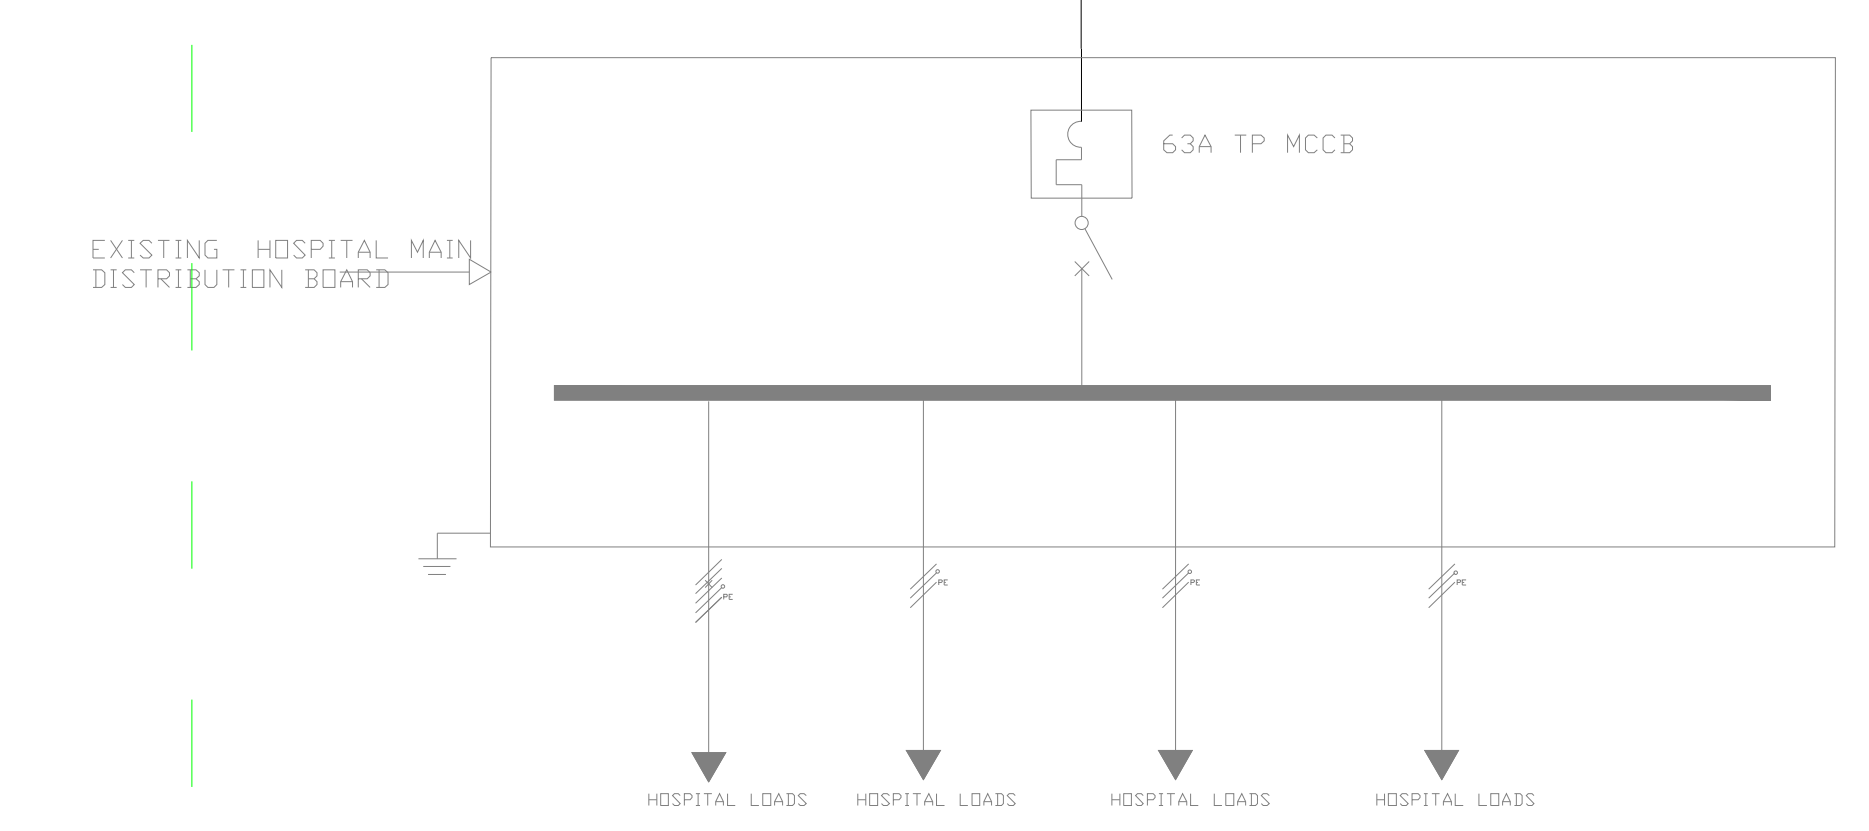 63A TP MCCB
EXISTING HOSPITAL MAIN
DISTRIBUTION BOARD
PE
PE
PE
PE
HOSPITAL LOADS
HOSPITAL LOADS
HOSPITAL LOADS
HOSPITAL LOADS